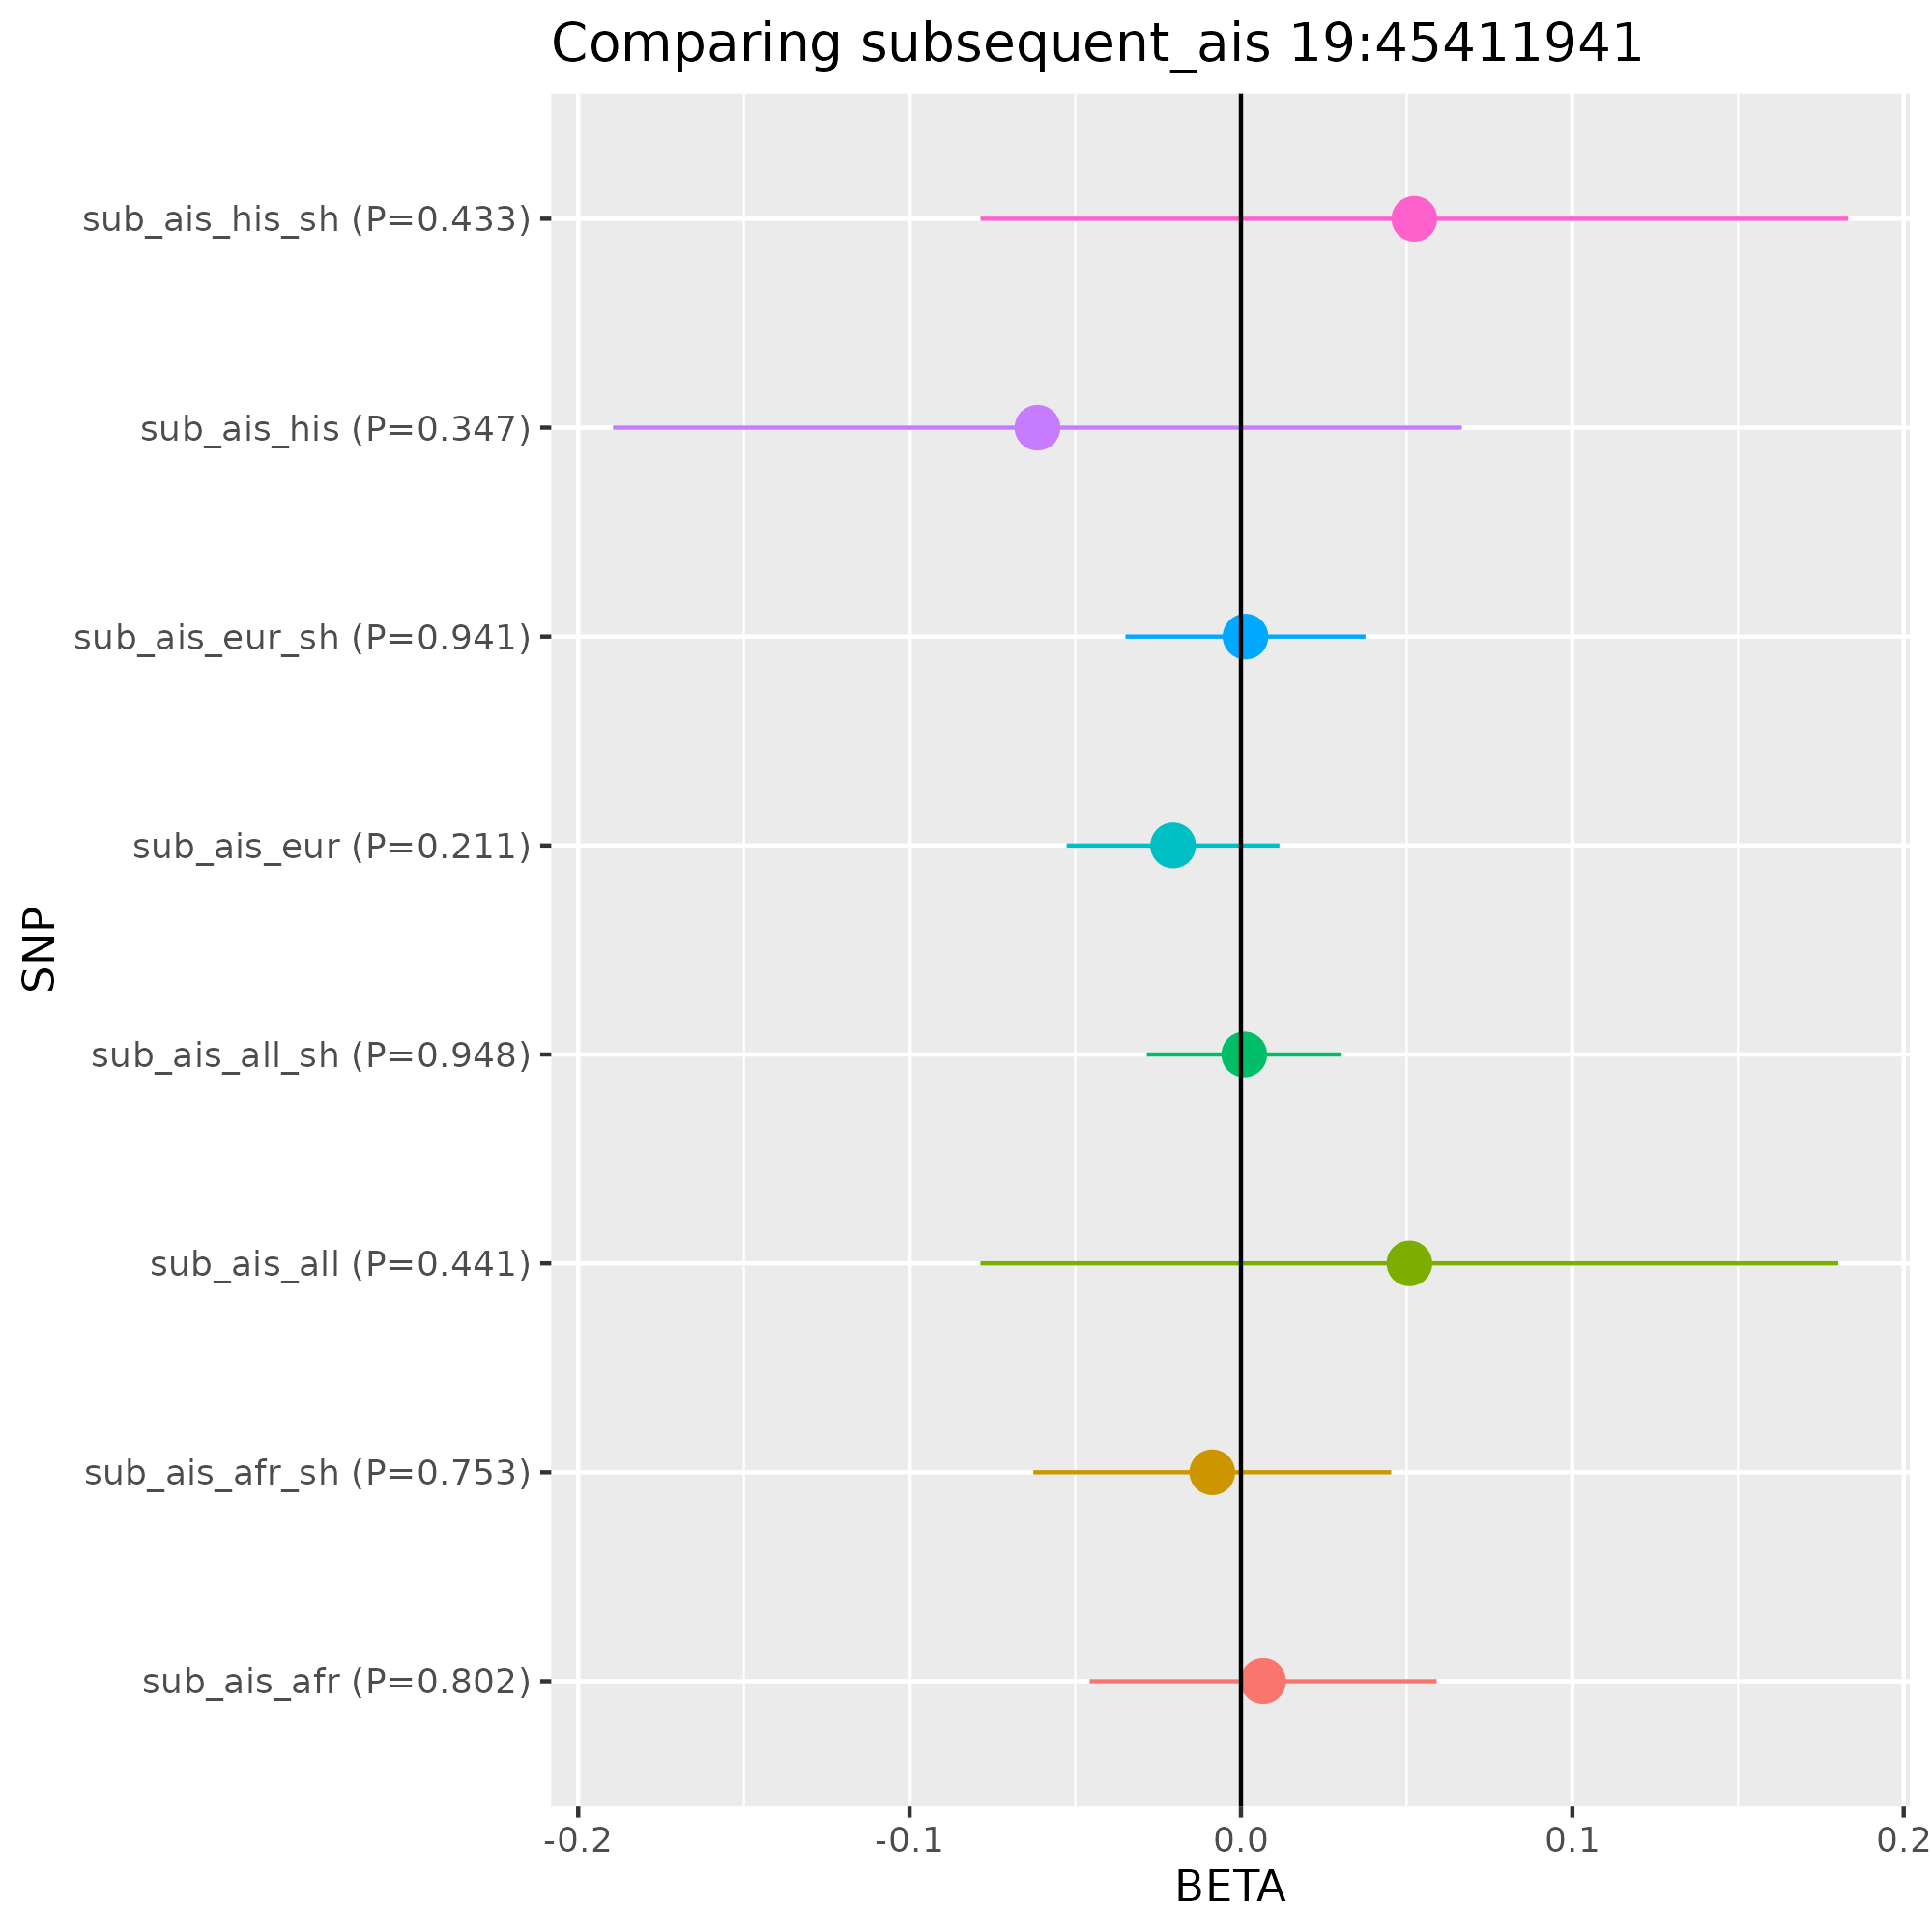 Comparing subsequent_ais 19:45411941
sub_ais_his_sh (P=0.433)
sub_ais_his (P=0.347)
sub_ais_eur_sh (P=0.941)
sub_ais_eur (P=0.211)
SNP
sub_ais_all_sh (P=0.948)
sub_ais_all (P=0.441)
sub_ais_afr_sh (P=0.753)
sub_ais_afr (P=0.802)
-0.2 -0.1 0.0 0.1 0.2
BETA